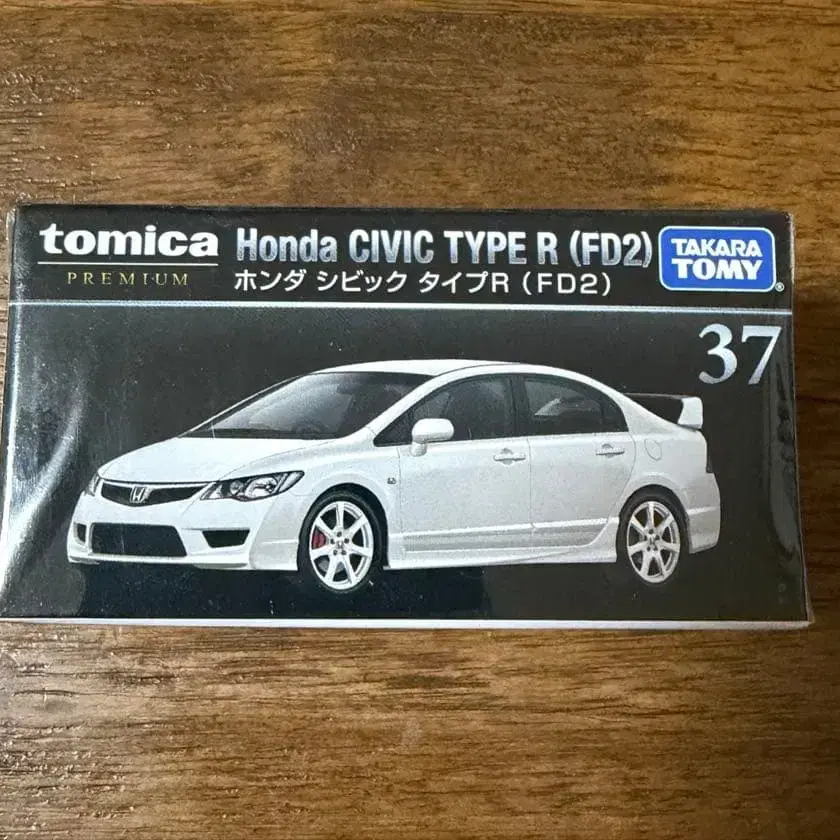 tomica Honda CIVIC TYPE R (FD2) TAKARA TOMY®
PREMIUM ホンダ シビック タイプR (FD2)
37